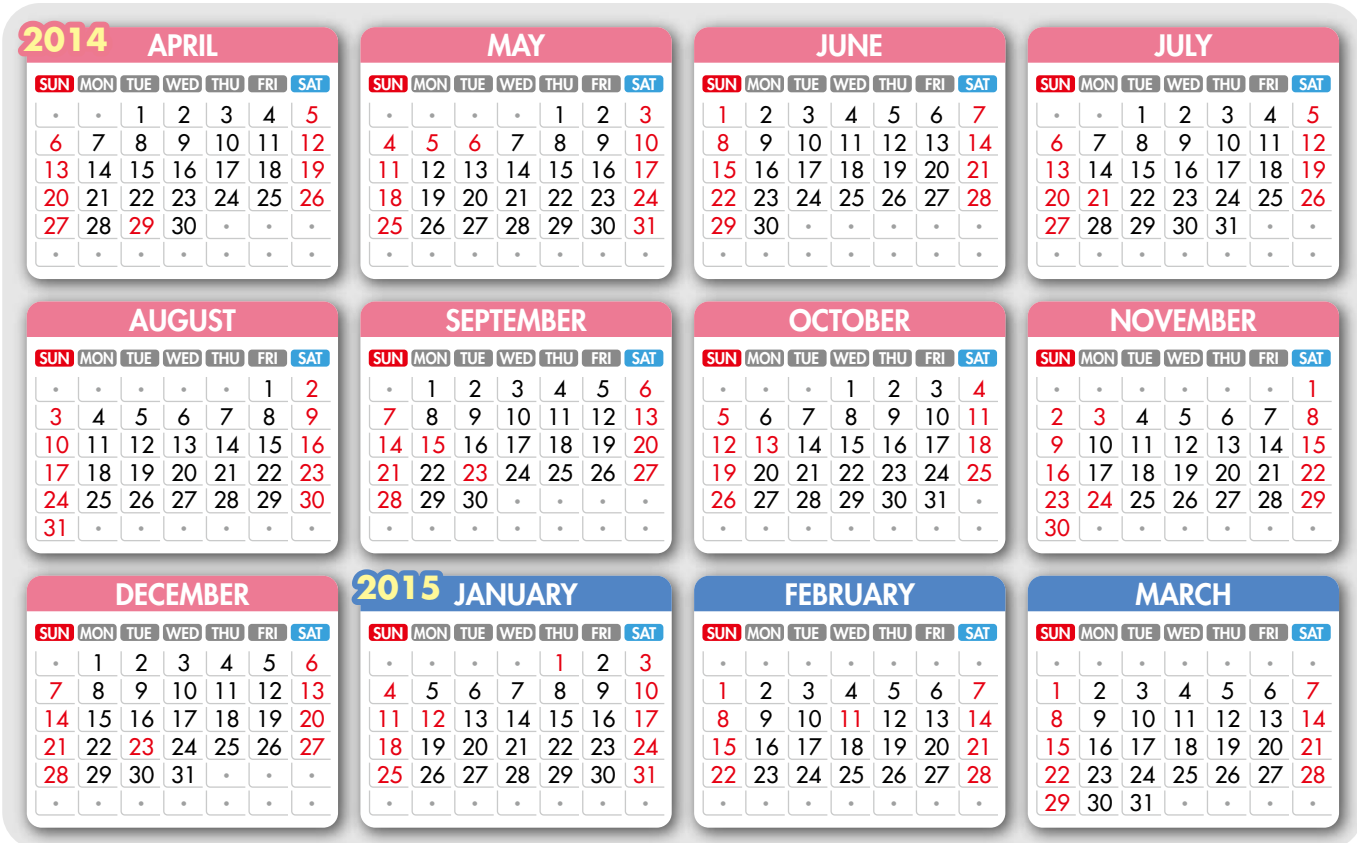 2014 APRIL
SUN MON TUE WED THU FRI SAT
1 2 3 4 5
6 7 8 9 10 11 12
13 14 15 16 17 18 19
20 21 22 23 24 25 26
27 28 29 30
MAY
SUN MON TUE WED THU FRI SAT
1 2 3
4 5 6 7 8 9 10
11 12 13 14 15 16 17
18 19 20 21 22 23 24
25 26 27 28 29 30 31
JUNE
SUN MON TUE WED THU FRI SAT
1 2 3 4 5 6 7
8 9 10 11 12 13 14
15 16 17 18 19 20 21
22 23 24 25 26 27 28
29 30
JULY
SUN MON TUE WED THU FRI SAT
1 2 3 4 5
6 7 8 9 10 11 12
13 14 15 16 17 18 19
20 21 22 23 24 25 26
27 28 29 30 31
AUGUST
SUN MON TUE WED THU FRI SAT
1 2
3 4 5 6 7 8 9
10 11 12 13 14 15 16
17 18 19 20 21 22 23
24 25 26 27 28 29 30
31
SEPTEMBER
SUN MON TUE WED THU FRI SAT
1 2 3 4 5 6
7 8 9 10 11 12 13
14 15 16 17 18 19 20
21 22 23 24 25 26 27
28 29 30
OCTOBER
SUN MON TUE WED THU FRI SAT
1 2 3 4
5 6 7 8 9 10 11
12 13 14 15 16 17 18
19 20 21 22 23 24 25
26 27 28 29 30 31
NOVEMBER
SUN MON TUE WED THU FRI SAT
1
2 3 4 5 6 7 8
9 10 11 12 13 14 15
16 17 18 19 20 21 22
23 24 25 26 27 28 29
30
DECEMBER
SUN MON TUE WED THU FRI SAT
1 2 3 4 5 6
7 8 9 10 11 12 13
14 15 16 17 18 19 20
21 22 23 24 25 26 27
28 29 30 31
2015 JANUARY
SUN MON TUE WED THU FRI SAT
1 2 3
4 5 6 7 8 9 10
11 12 13 14 15 16 17
18 19 20 21 22 23 24
25 26 27 28 29 30 31
FEBRUARY
SUN MON TUE WED THU FRI SAT
1 2 3 4 5 6 7
8 9 10 11 12 13 14
15 16 17 18 19 20 21
22 23 24 25 26 27 28
MARCH
SUN MON TUE WED THU FRI SAT
1 2 3 4 5 6 7
8 9 10 11 12 13 14
15 16 17 18 19 20 21
22 23 24 25 26 27 28
29 30 31